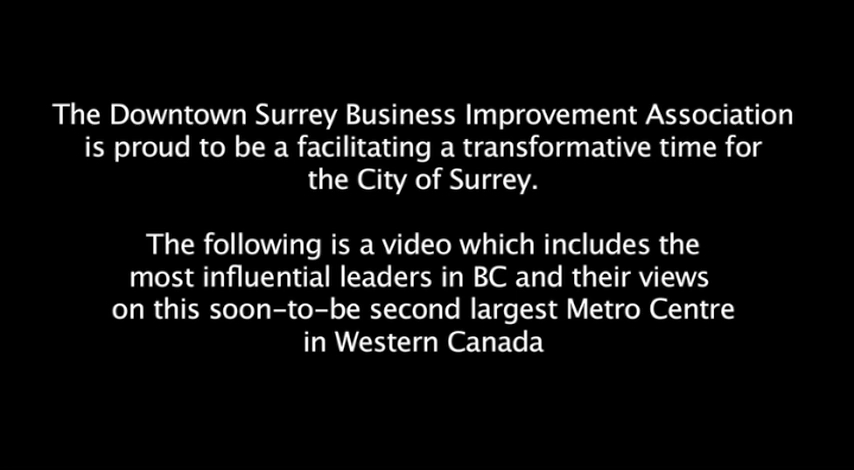 The Downtown Surrey Business Improvement Association
is proud to be a facilitating a transformative time for
the City of Surrey.
The following is a video which includes the
most influential leaders in BC and their views
on this soon-to-be second largest Metro Centre
in Western Canada